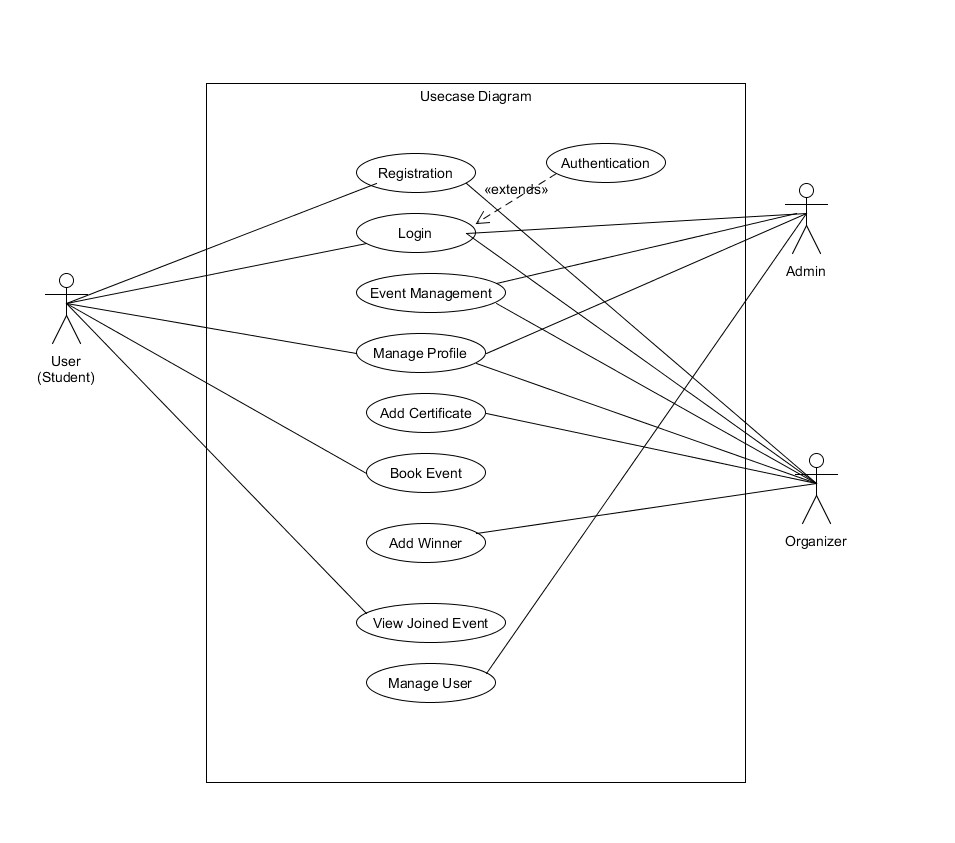 Usecase Diagram
Registration
Authentication
«extends»
Login
Event Management
Manage Profile
Add Certificate
Book Event
Add Winner
View Joined Event
Manage User
User
(Student)
Admin
Organizer